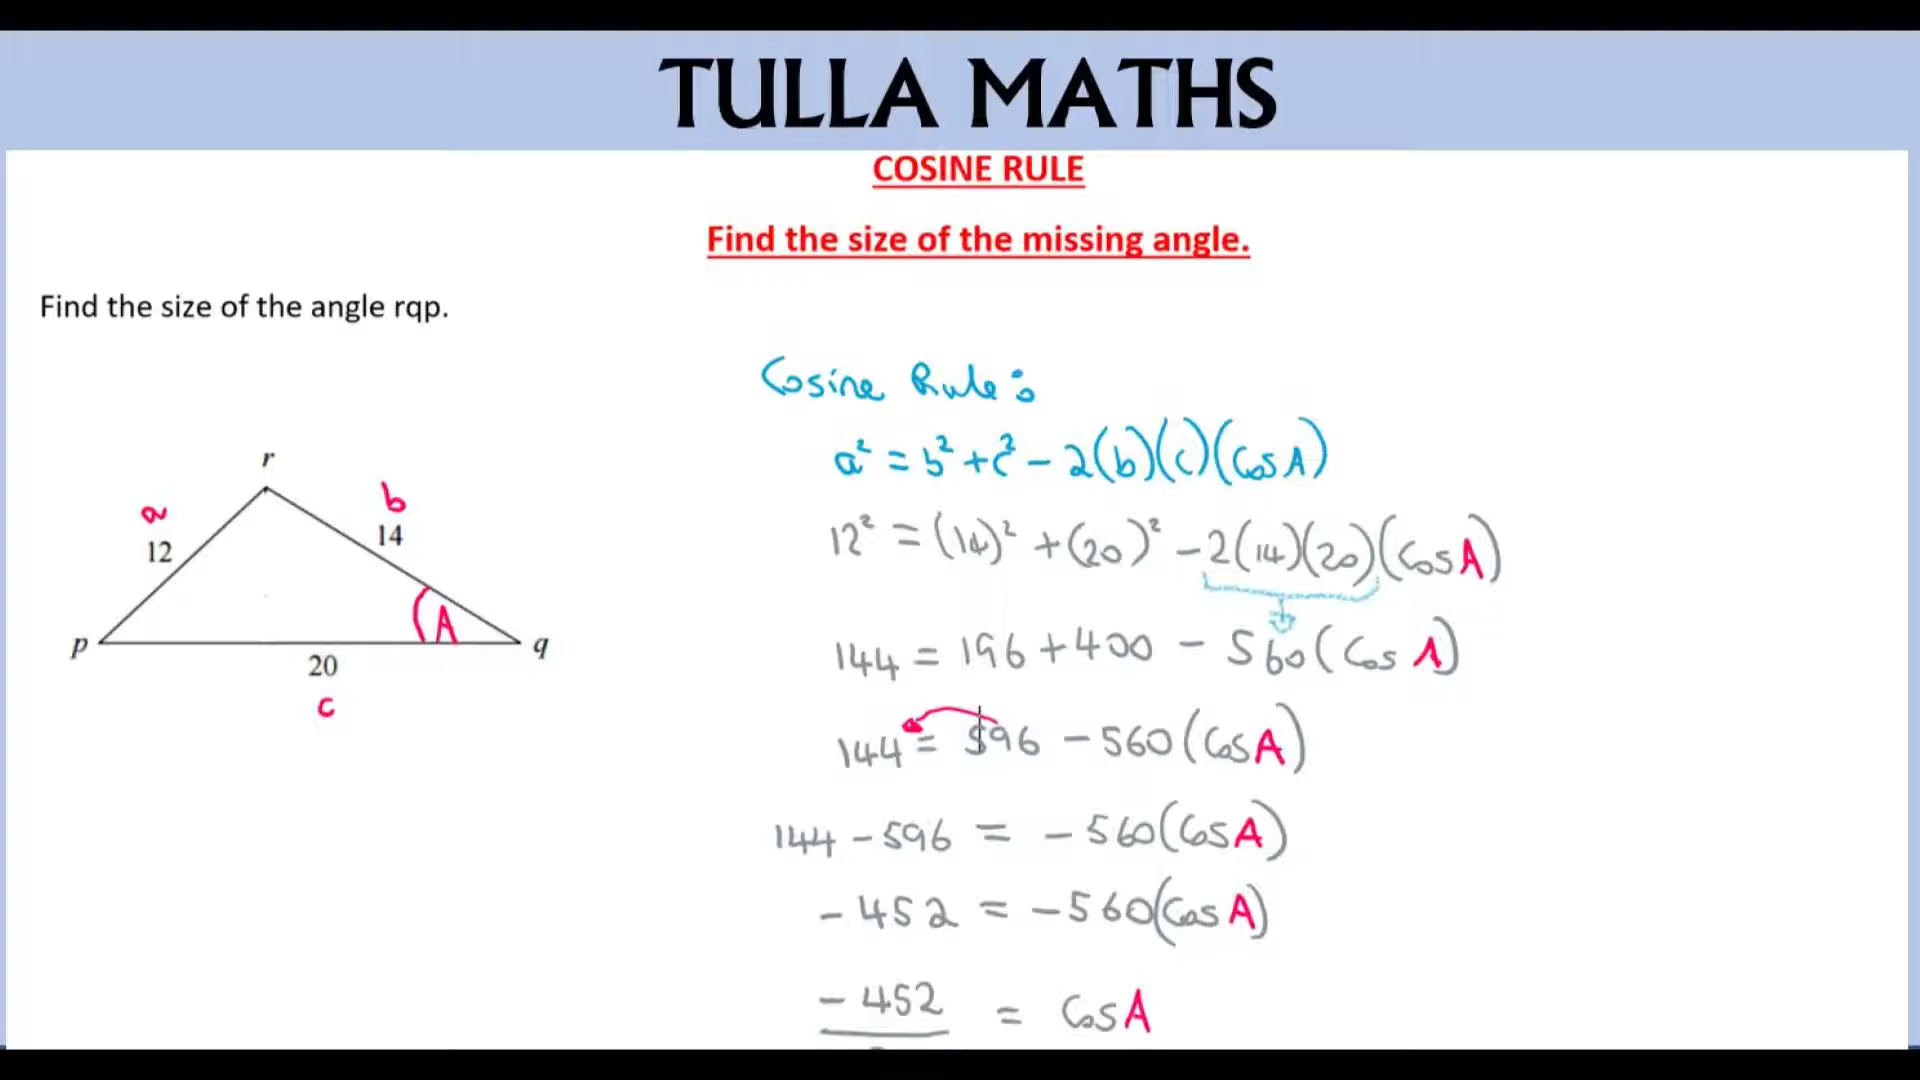 TULLA MATHS
COSINE RULE
Find the size of the missing angle.
Find the size of the angle rqp.
r
a
12
b
14
A
p
q
20
c
Cosine Rule:
a² = b² + c² - 2(b)(c)(Cos A)
12² = (14)² + (20)² - 2(14)(20)(Cos A)
144 = 196 + 400 - 560(Cos A)
144 = 596 - 560(Cos A)
144 - 596 = -560(Cos A)
-452 = -560(Cos A)
-452 = Cos A